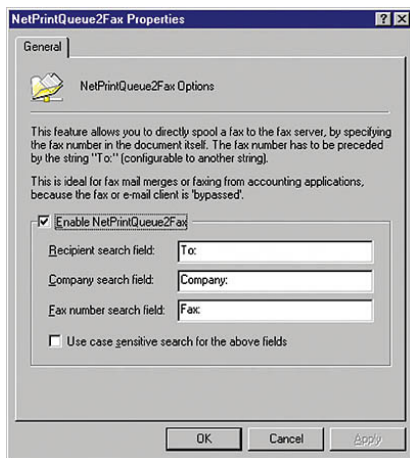 NetPrintQueue2Fax Properties
General
NetPrintQueue2Fax Options
This feature allows you to directly spool a fax to the fax server, by specifying
the fax number in the document itself. The fax number has to be preceded
by the string "To:" (configurable to another string).
This is ideal for fax mail merges or faxing from accounting applications,
because the fax or e-mail client is 'bypassed'.
Enable NetPrintQueue2Fax
Recipient search field: To:
Company search field: Company:
Fax number search field: Fax:
Use case sensitive search for the above fields
OK Cancel Apply